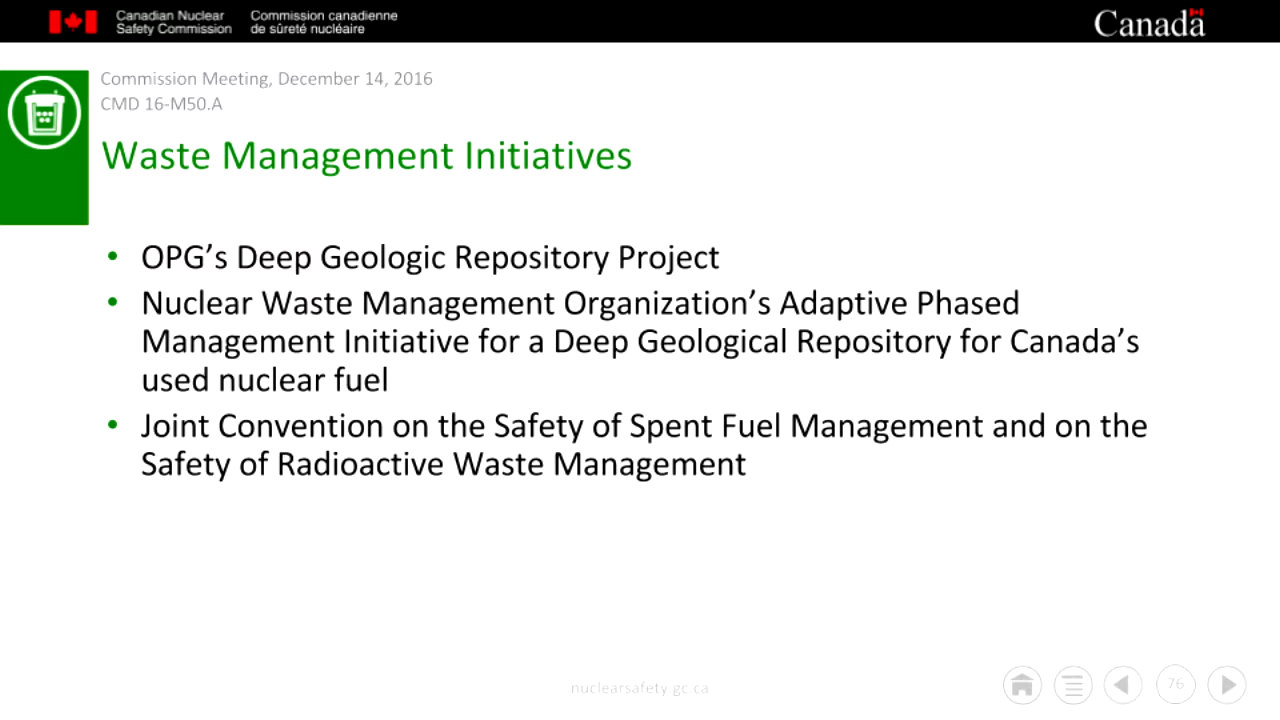 Canadian Nuclear Safety Commission
Commission canadienne de sûreté nucléaire
Canada
Commission Meeting, December 14, 2016
CMD 16-M50.A
Waste Management Initiatives
• OPG’s Deep Geologic Repository Project
• Nuclear Waste Management Organization’s Adaptive Phased
Management Initiative for a Deep Geological Repository for Canada’s
used nuclear fuel
• Joint Convention on the Safety of Spent Fuel Management and on the
Safety of Radioactive Waste Management
nuclearsafety.gc.ca
76